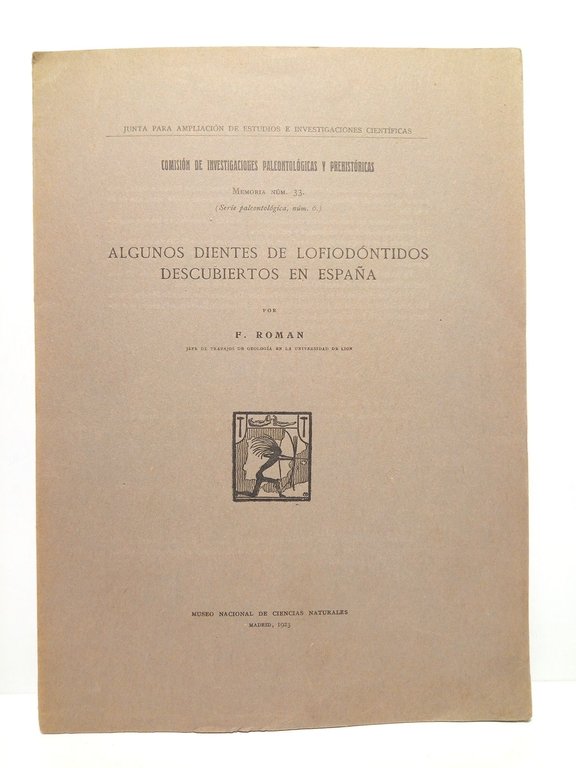 JUNTA PARA AMPLIACIÓN DE ESTUDIOS E INVESTIGACIONES CIENTÍFICAS
COMISIÓN DE INVESTIGACIONES PALEONTOLÓGICAS Y PREHISTÓRICAS
MEMORIA NÚM. 33.
(Serie paleontológica, núm. 6.)
ALGUNOS DIENTES DE LOFIODÓNTIDOS
DESCUBIERTOS EN ESPAÑA
POR
F. ROMAN
JEFE DE TRABAJOS DE GEOLOGÍA EN LA UNIVERSIDAD DE LION
MUSEO NACIONAL DE CIENCIAS NATURALES
MADRID, 1923